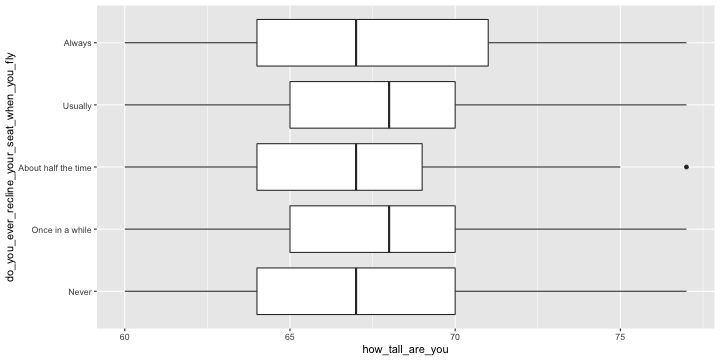 do_you_ever_recline_your_seat_when_you_fly
Always
Usually
About half the time
Once in a while
Never
60
65
70
75
how_tall_are_you